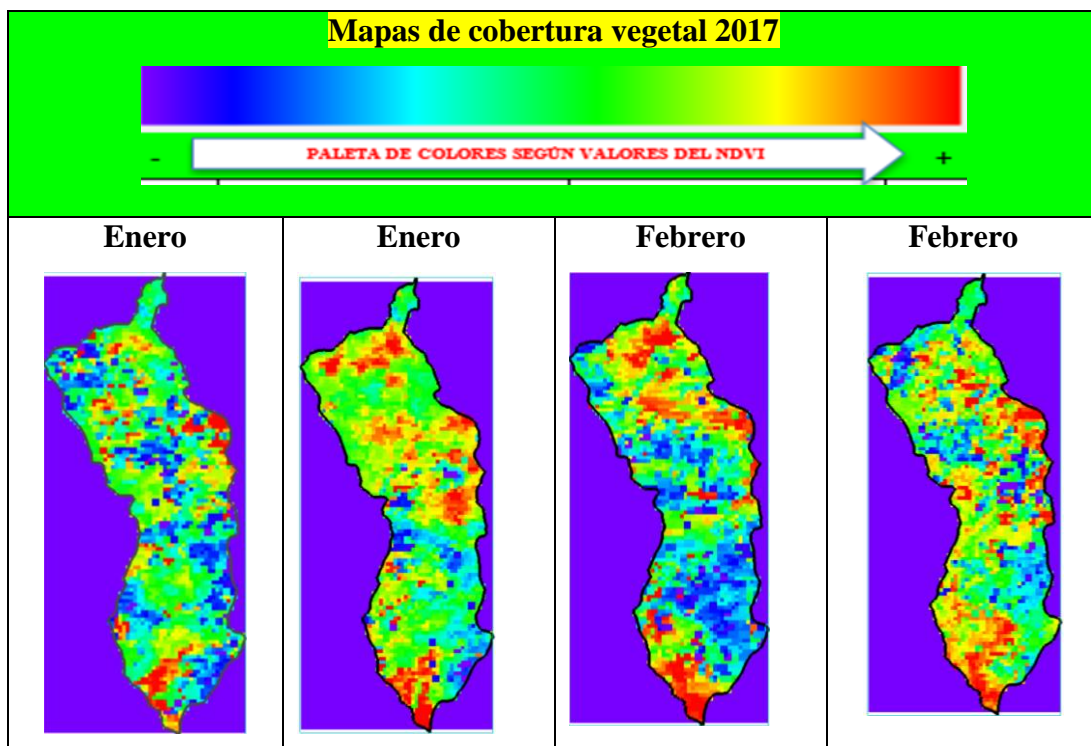 Mapas de cobertura vegetal 2017
- PALETA DE COLORES SEGÚN VALORES DEL NDVI +
Enero Enero Febrero Febrero